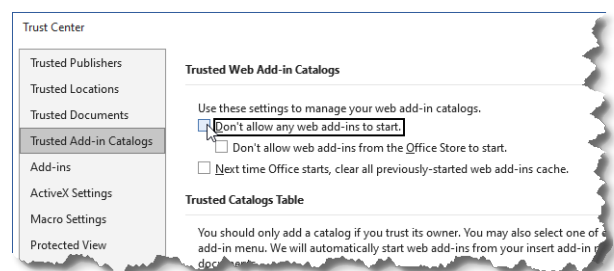 Trust Center
Trusted Publishers
Trusted Locations
Trusted Documents
Trusted Add-in Catalogs
Add-ins
ActiveX Settings
Macro Settings
Protected View
Trusted Web Add-in Catalogs
Use these settings to manage your web add-in catalogs.
Don't allow any web add-ins to start.
Don't allow web add-ins from the Office Store to start.
Next time Office starts, clear all previously-started web add-ins cache.
Trusted Catalogs Table
You should only add a catalog if you trust its owner. You may also select one of
add-in menu. We will automatically start web add-ins from your insert add-in